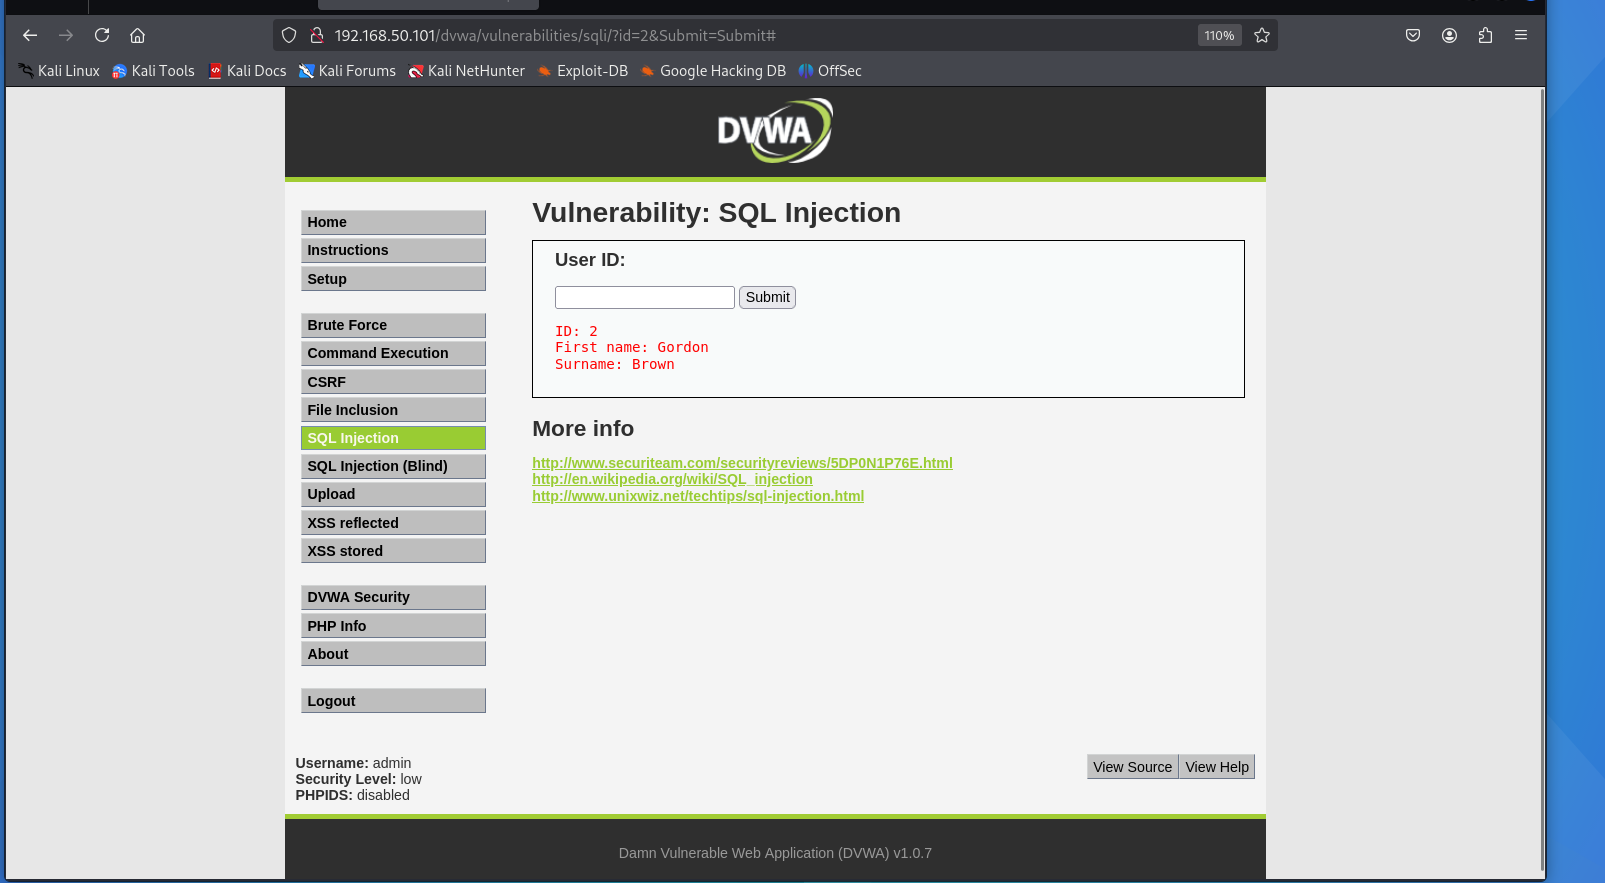 192.168.50.101/dvwa/vulnerabilities/sqli/?id=2&Submit=Submit#
110%
Kali Linux
Kali Tools
Kali Docs
Kali Forums
Kali NetHunter
Exploit-DB
Google Hacking DB
OffSec
DVWA
Home
Instructions
Setup
Brute Force
Command Execution
CSRF
File Inclusion
SQL Injection
SQL Injection (Blind)
Upload
XSS reflected
XSS stored
DVWA Security
PHP Info
About
Logout
Vulnerability: SQL Injection
User ID:
Submit
ID: 2
First name: Gordon
Surname: Brown
More info
http://www.securiteam.com/securityreviews/5DP0N1P76E.html
http://en.wikipedia.org/wiki/SQL_injection
http://www.unixwiz.net/techtips/sql-injection.html
Username: admin
Security Level: low
PHPIDS: disabled
View Source
View Help
Damn Vulnerable Web Application (DVWA) v1.0.7